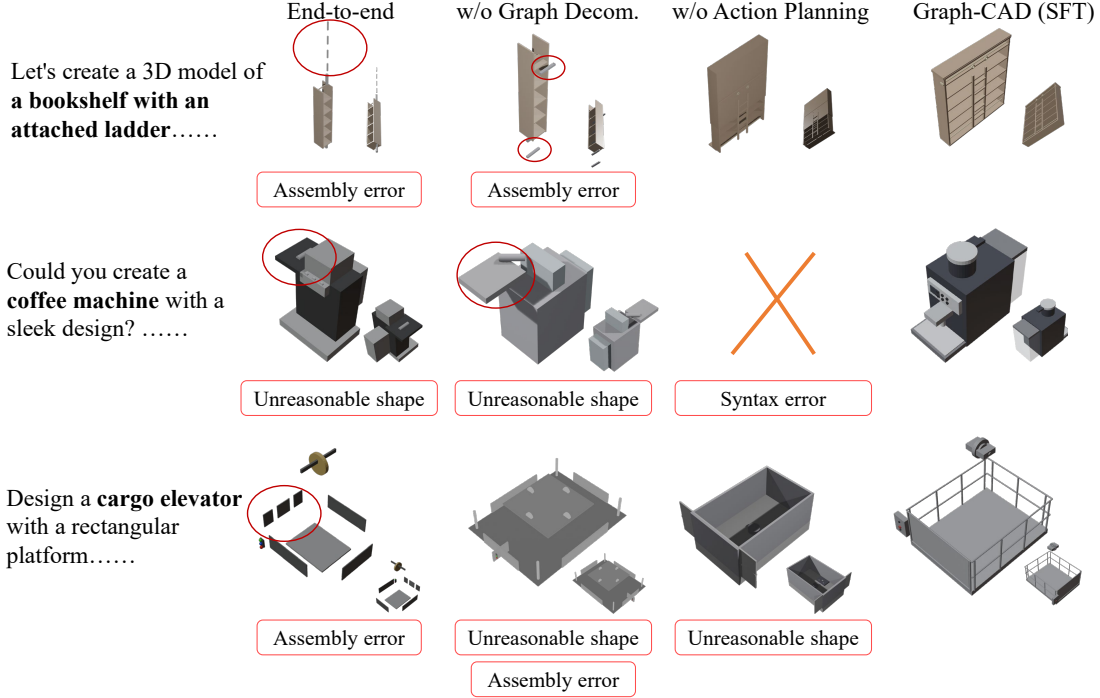 End-to-end
w/o Graph Decom.
w/o Action Planning
Graph-CAD (SFT)
Let's create a 3D model of
a bookshelf with an
attached ladder……
Assembly error
Assembly error
Could you create a
coffee machine with a
sleek design? ……
Unreasonable shape
Unreasonable shape
Syntax error
Design a cargo elevator
with a rectangular
platform……
Assembly error
Unreasonable shape
Unreasonable shape
Assembly error